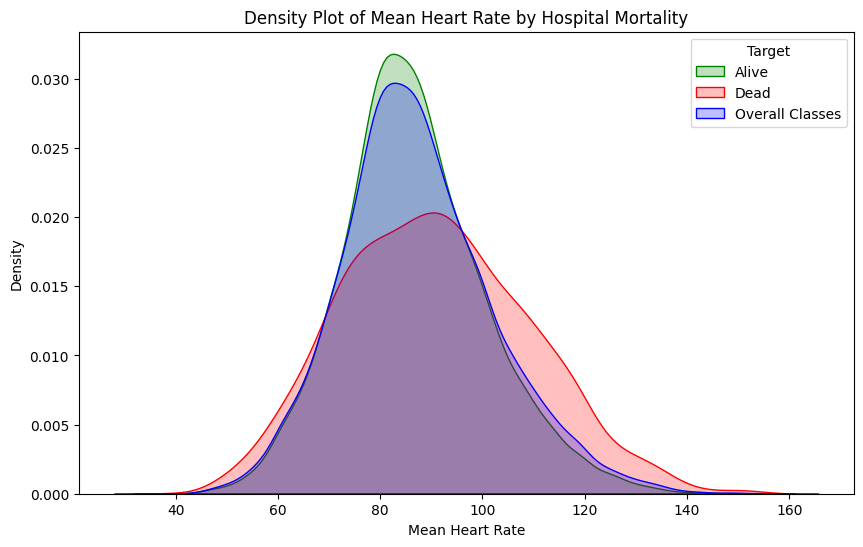 Density Plot of Mean Heart Rate by Hospital Mortality
Target
Alive
Dead
Overall Classes
Density
0.030
0.025
0.020
0.015
0.010
0.005
0.000
40 60 80 100 120 140 160
Mean Heart Rate